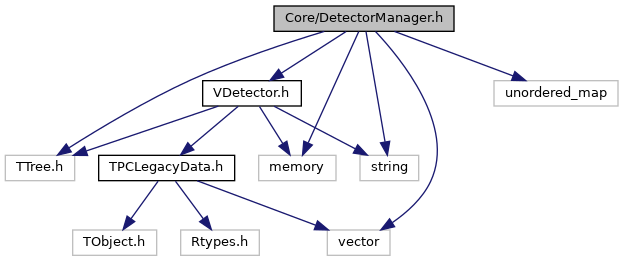 Core/DetectorManager.h
VDetector.h
unordered_map
TTree.h
TPCLegacyData.h
memory
string
TObject.h
Rtypes.h
vector